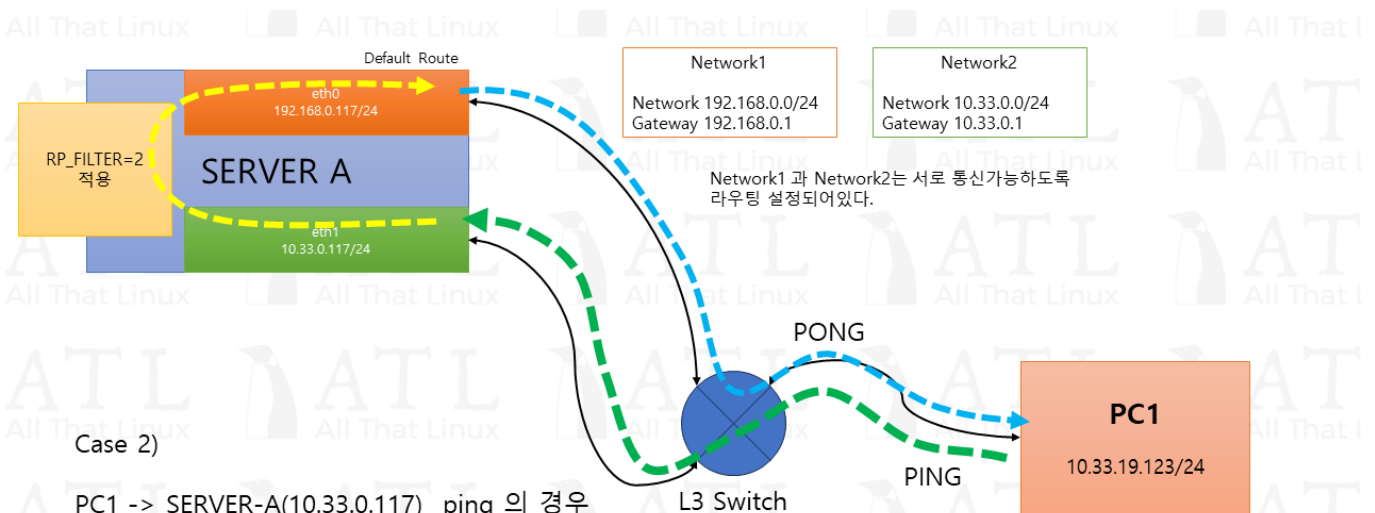 Default Route
eth0
192.168.0.117/24
RP_FILTER=2
적용
SERVER A
eth1
10.33.0.117/24
Network1
Network 192.168.0.0/24
Gateway 192.168.0.1
Network2
Network 10.33.0.0/24
Gateway 10.33.0.1
Network1 과 Network2는 서로 통신가능하도록
라우팅 설정되어있다.
PONG
PING
L3 Switch
PC1
10.33.19.123/24
Case 2)
PC1 -> SERVER-A(10.33.0.117) ping 의 경우
ATL
All That Linux